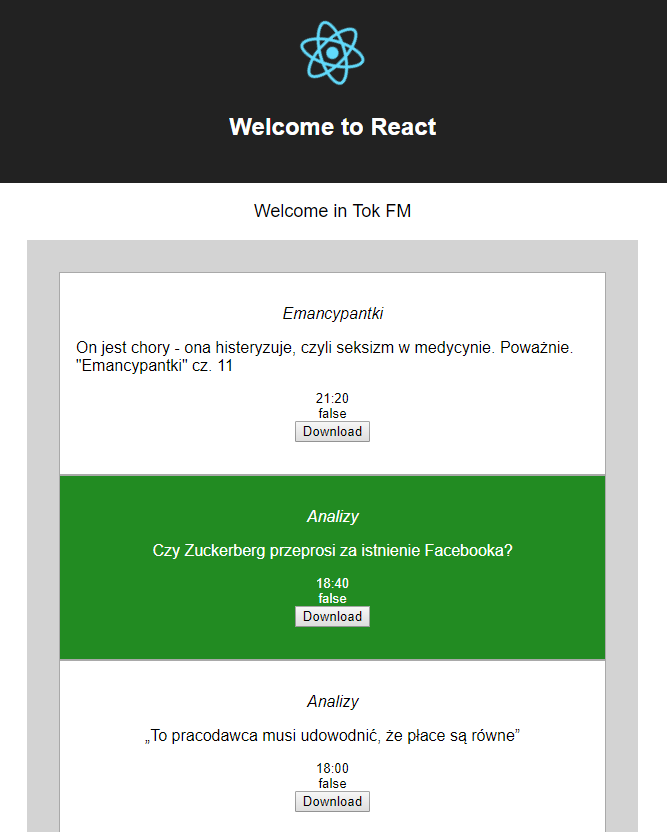 Welcome to React
Welcome in Tok FM
Emancypantki
On jest chory - ona histeryzuje, czyli seksizm w medycynie. Poważnie.
"Emancypantki" cz. 11
21:20
false
Download
Analizy
Czy Zuckerberg przeprosi za istnienie Facebooka?
18:40
false
Download
Analizy
„To pracodawca musi udowodnić, że płace są równe”
18:00
false
Download